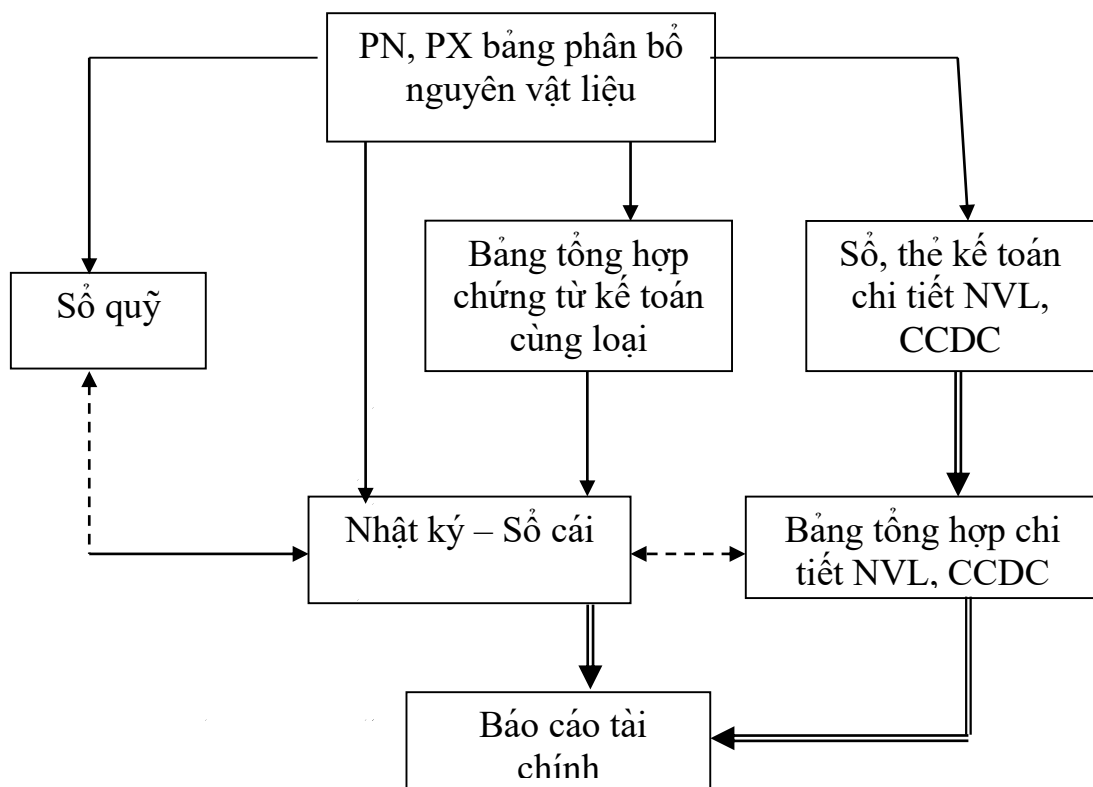 PN, PX bảng phân bổ
nguyên vật liệu
Sổ quỹ
Bảng tổng hợp
chứng từ kế toán
cùng loại
Sổ, thẻ kế toán
chi tiết NVL,
CCDC
Nhật ký – Sổ cái
Bảng tổng hợp chi
tiết NVL, CCDC
Báo cáo tài
chính